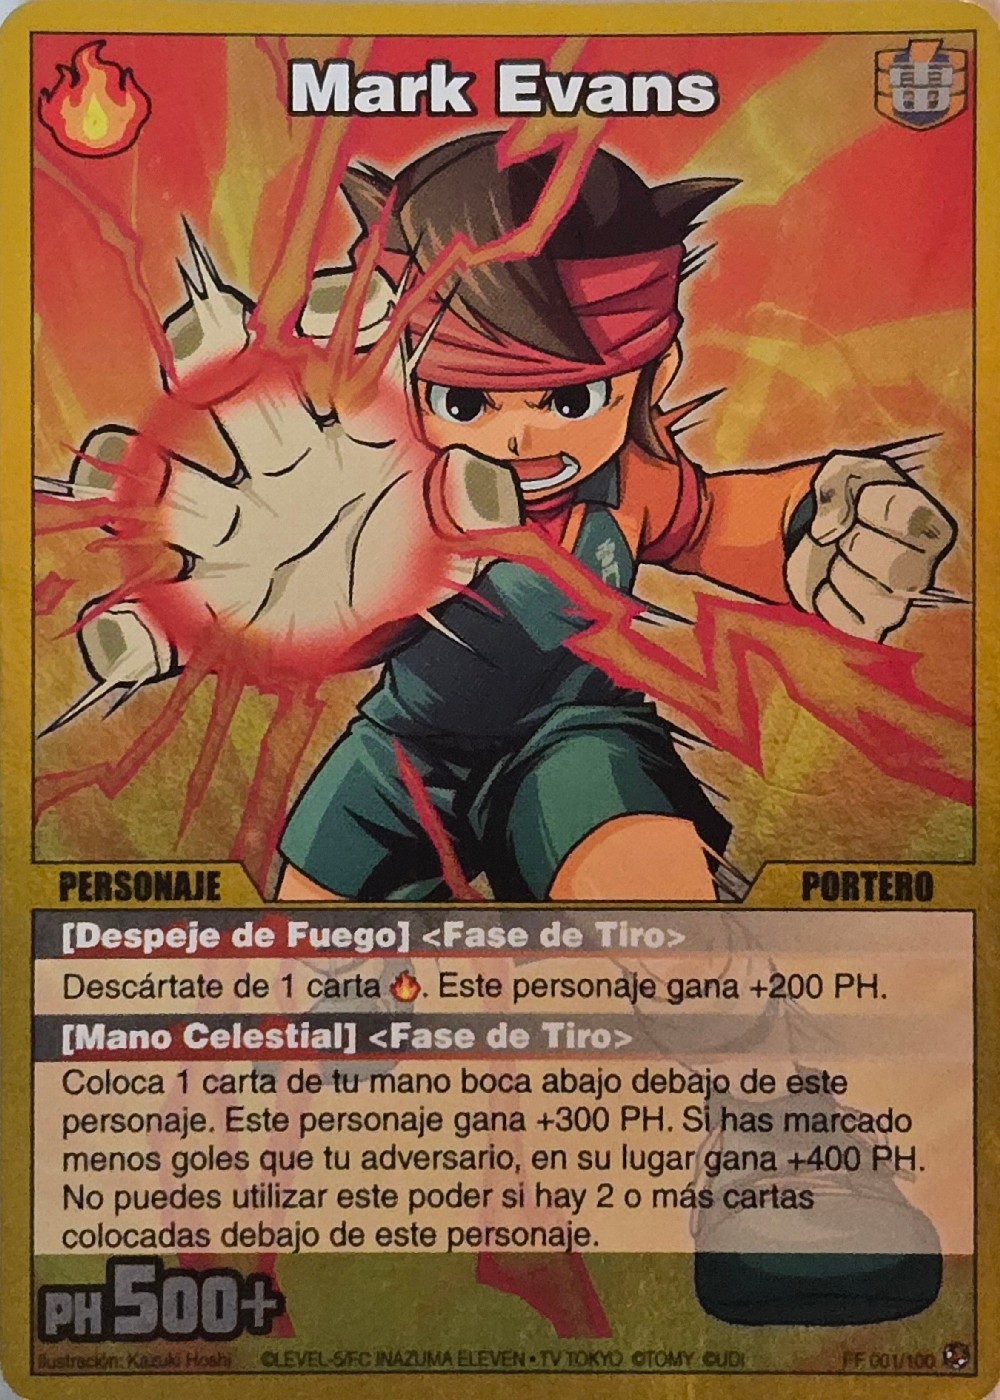 Mark Evans
PERSONAJE
PORTERO
[Despeje de Fuego] <Fase de Tiro>
Descártate de 1 carta . Este personaje gana +200 PH.
[Mano Celestial] <Fase de Tiro>
Coloca 1 carta de tu mano boca abajo debajo de este
personaje. Este personaje gana +300 PH. Si has marcado
menos goles que tu adversario, en su lugar gana +400 PH.
No puedes utilizar este poder si hay 2 o más cartas
colocadas debajo de este personaje.
PH 500+
Ilustración: Kazuki Hoshi ©LEVEL-5/FC INAZUMA ELEVEN • TV TOKYO ©TOMY ©UDI FF 001/100